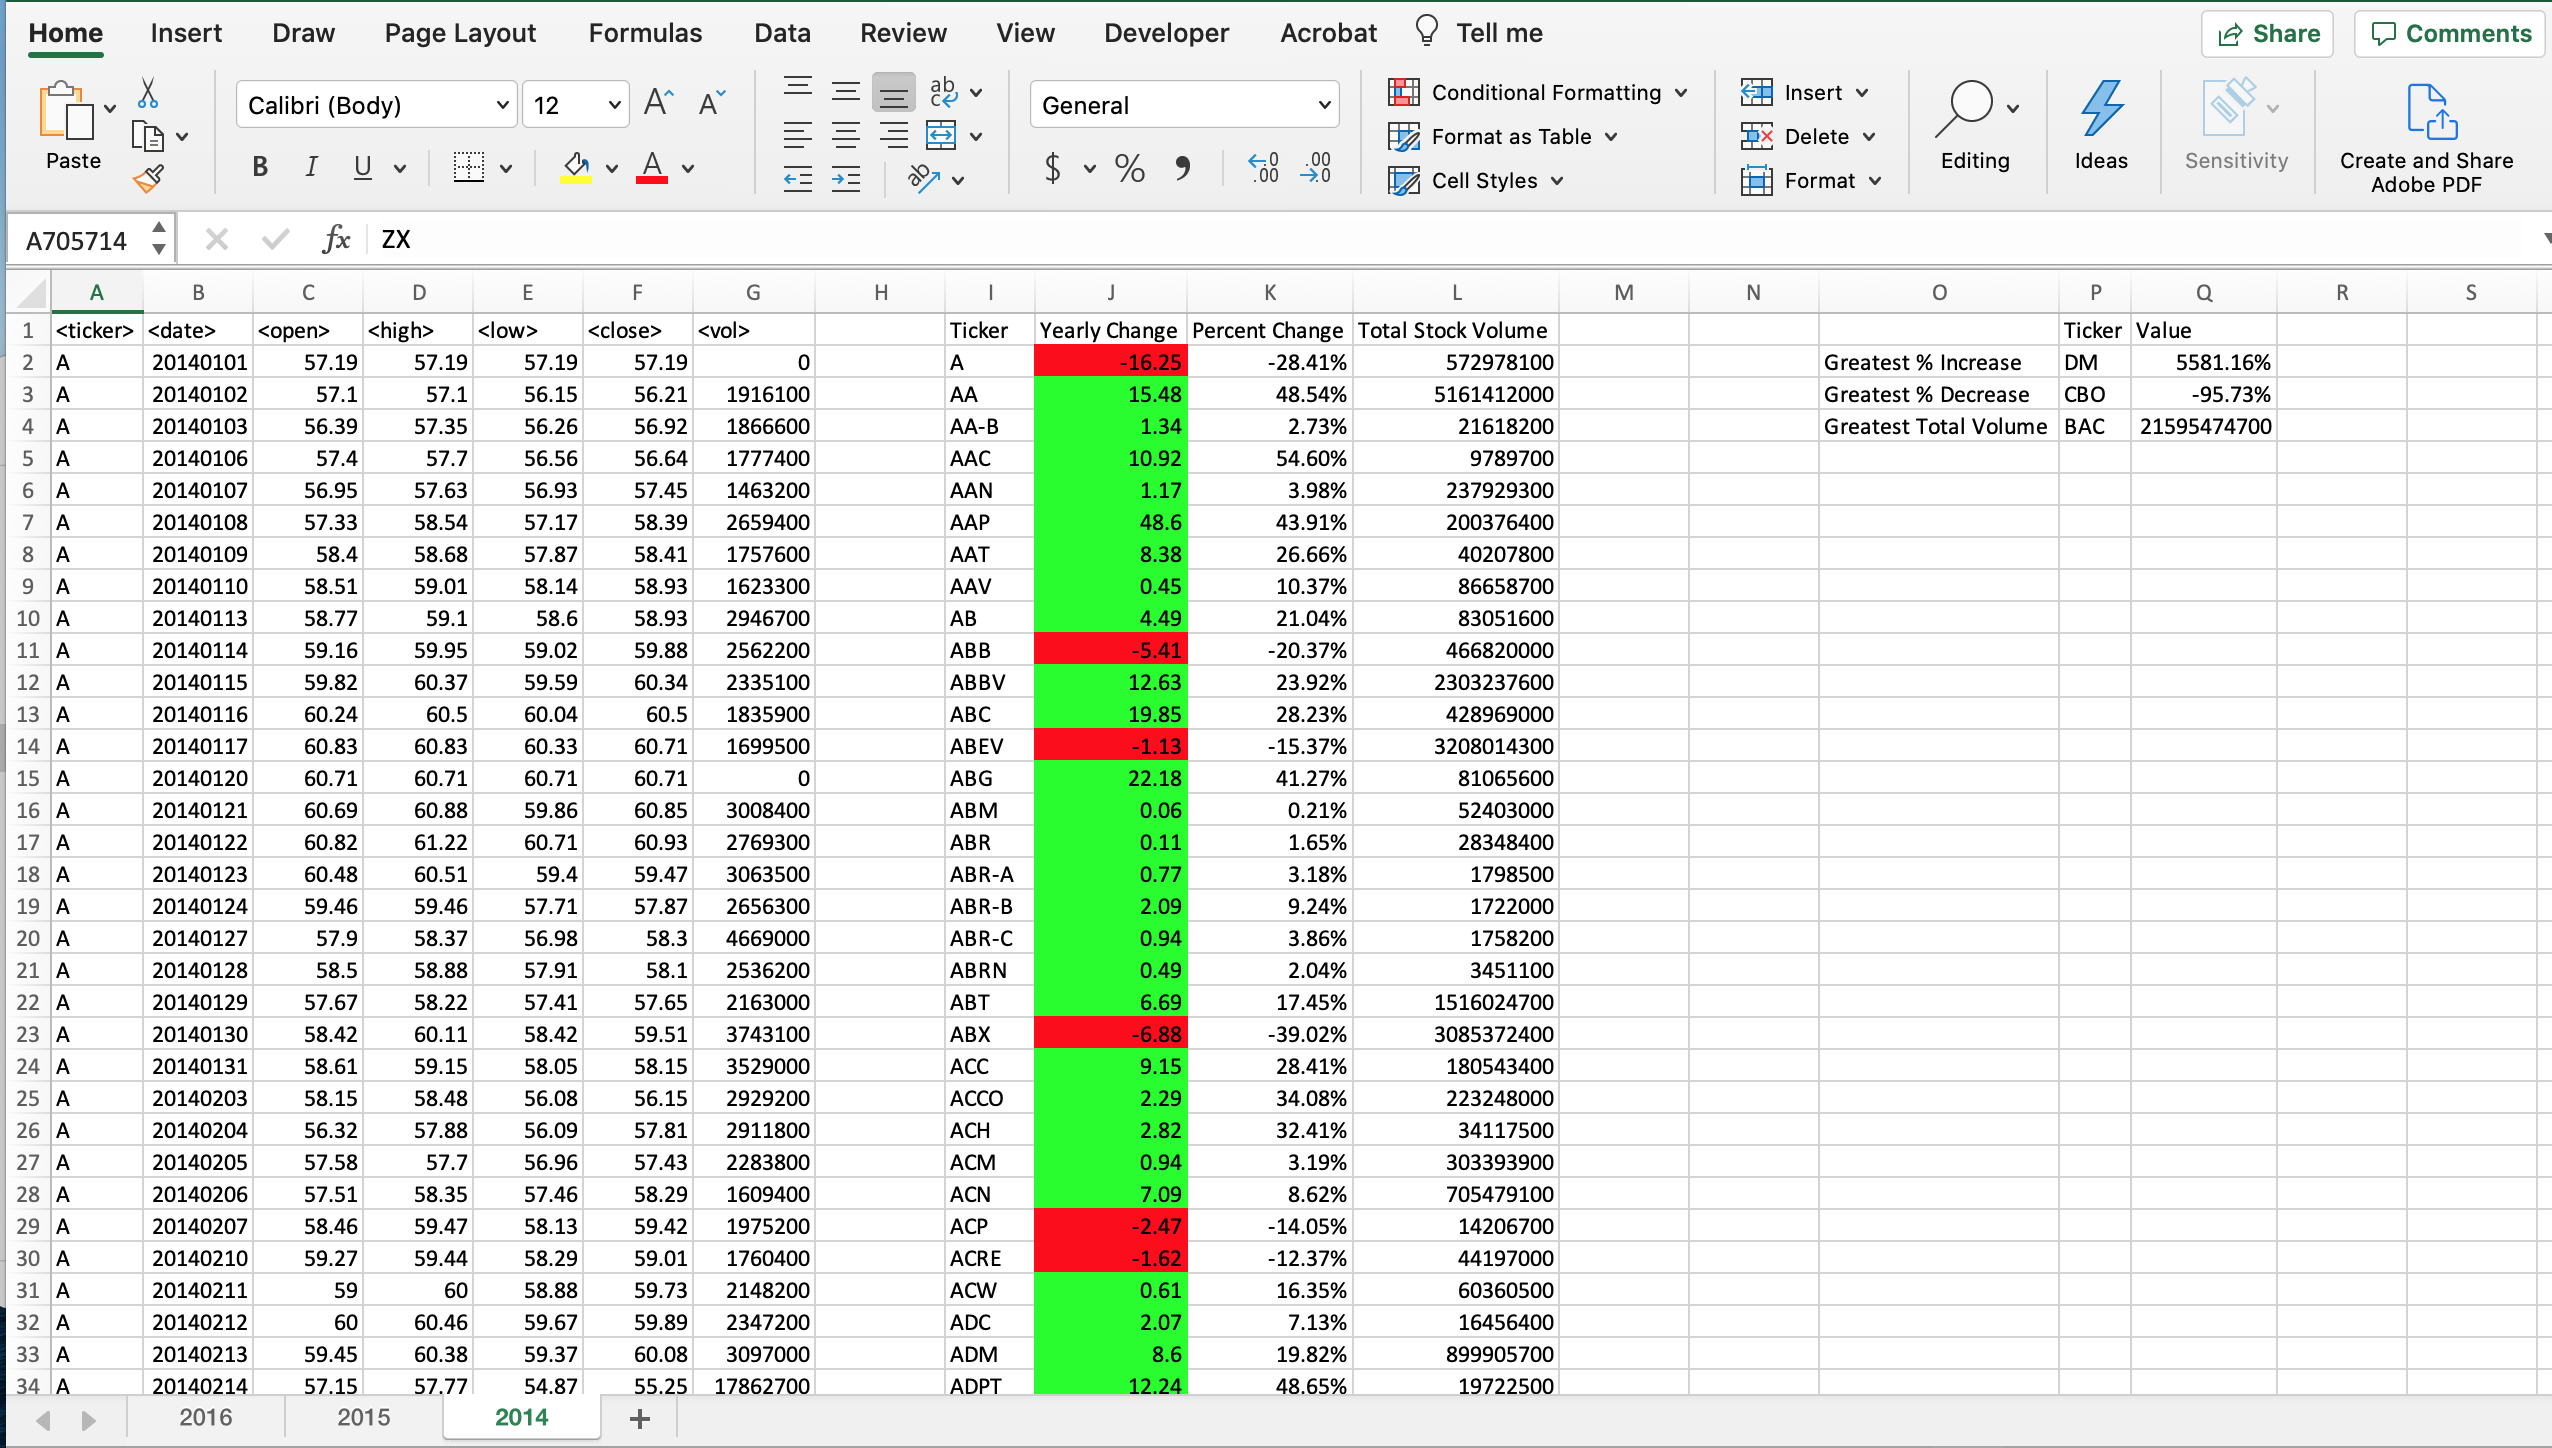 Home Insert Draw Page Layout Formulas Data Review View Developer Acrobat Tell me Share Comments
Paste Calibri (Body) 12 A A ab c General Conditional Formatting Insert
Format as Table Delete
B I U A $ % , .0 .00 .00 .0 Cell Styles Format
Editing Ideas Sensitivity Create and Share Adobe PDF
A705714 fx ZX
A B C D E F G H I J K L M N O P Q R S
1 <ticker> <date> <open> <high> <low> <close> <vol> Ticker Yearly Change Percent Change Total Stock Volume Ticker Value
2 A 20140101 57.19 57.19 57.19 57.19 0 A -16.25 -28.41% 572978100 Greatest % Increase DM 5581.16%
3 A 20140102 57.1 57.1 56.15 56.21 1916100 AA 15.48 48.54% 5161412000 Greatest % Decrease CBO -95.73%
4 A 20140103 56.39 57.35 56.26 56.92 1866600 AA-B 1.34 2.73% 21618200 Greatest Total Volume BAC 21595474700
5 A 20140106 57.4 57.7 56.56 56.64 1777400 AAC 10.92 54.60% 9789700
6 A 20140107 56.95 57.63 56.93 57.45 1463200 AAN 1.17 3.98% 237929300
7 A 20140108 57.33 58.54 57.17 58.39 2659400 AAP 48.6 43.91% 200376400
8 A 20140109 58.4 58.68 57.87 58.41 1757600 AAT 8.38 26.66% 40207800
9 A 20140110 58.51 59.01 58.14 58.93 1623300 AAV 0.45 10.37% 86658700
10 A 20140113 58.77 59.1 58.6 58.93 2946700 AB 4.49 21.04% 83051600
11 A 20140114 59.16 59.95 59.02 59.88 2562200 ABB -5.41 -20.37% 466820000
12 A 20140115 59.82 60.37 59.59 60.34 2335100 ABBV 12.63 23.92% 2303237600
13 A 20140116 60.24 60.5 60.04 60.5 1835900 ABC 19.85 28.23% 428969000
14 A 20140117 60.83 60.83 60.33 60.71 1699500 ABEV -1.13 -15.37% 3208014300
15 A 20140120 60.71 60.71 60.71 60.71 0 ABG 22.18 41.27% 81065600
16 A 20140121 60.69 60.88 59.86 60.85 3008400 ABM 0.06 0.21% 52403000
17 A 20140122 60.82 61.22 60.71 60.93 2769300 ABR 0.11 1.65% 28348400
18 A 20140123 60.48 60.51 59.4 59.47 3063500 ABR-A 0.77 3.18% 1798500
19 A 20140124 59.46 59.46 57.71 57.87 2656300 ABR-B 2.09 9.24% 1722000
20 A 20140127 57.9 58.37 56.98 58.3 4669000 ABR-C 0.94 3.86% 1758200
21 A 20140128 58.5 58.88 57.91 58.1 2536200 ABRN 0.49 2.04% 3451100
22 A 20140129 57.67 58.22 57.41 57.65 2163000 ABT 6.69 17.45% 1516024700
23 A 20140130 58.42 60.11 58.42 59.51 3743100 ABX -6.88 -39.02% 3085372400
24 A 20140131 58.61 59.15 58.05 58.15 3529000 ACC 9.15 28.41% 180543400
25 A 20140203 58.15 58.48 56.08 56.15 2929200 ACCO 2.29 34.08% 223248000
26 A 20140204 56.32 57.88 56.09 57.81 2911800 ACH 2.82 32.41% 34117500
27 A 20140205 57.58 57.7 56.96 57.43 2283800 ACM 0.94 3.19% 303393900
28 A 20140206 57.51 58.35 57.46 58.29 1609400 ACN 7.09 8.62% 705479100
29 A 20140207 58.46 59.47 58.13 59.42 1975200 ACP -2.47 -14.05% 14206700
30 A 20140210 59.27 59.44 58.29 59.01 1760400 ACRE -1.62 -12.37% 44197000
31 A 20140211 59 60 58.88 59.73 2148200 ACW 0.61 16.35% 60360500
32 A 20140212 60 60.46 59.67 59.89 2347200 ADC 2.07 7.13% 16456400
33 A 20140213 59.45 60.38 59.37 60.08 3097000 ADM 8.6 19.82% 899905700
34 A 20140214 57.15 57.77 54.87 55.25 17862700 ADPT 12.24 48.65% 19722500
2016 2015 2014 +